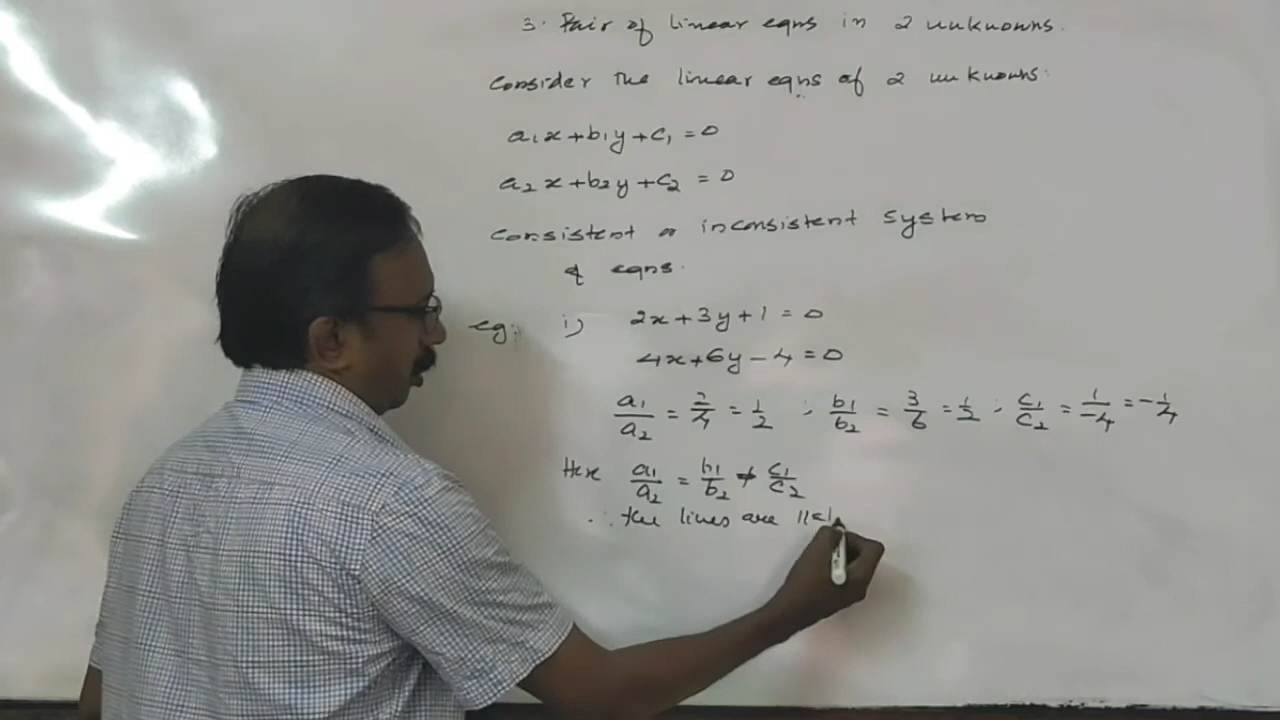 3. Pair of linear eqns in 2 unknowns.
Consider the linear eqns of 2 unknowns:
a₁x+b₁y+c₁ = 0
a₂x+b₂y+c₂ = 0
Consistent or inconsistent system
of eqns.
eg: i) 2x+3y+1=0
4x+6y-4=0
a₁/a₂ = 2/4 = 1/2 ; b₁/b₂ = 3/6 = 1/2 ; c₁/c₂ = 1/-4 = -1/4
Here a₁/a₂ = b₁/b₂ ≠ c₁/c₂
∴ the lines are ||el